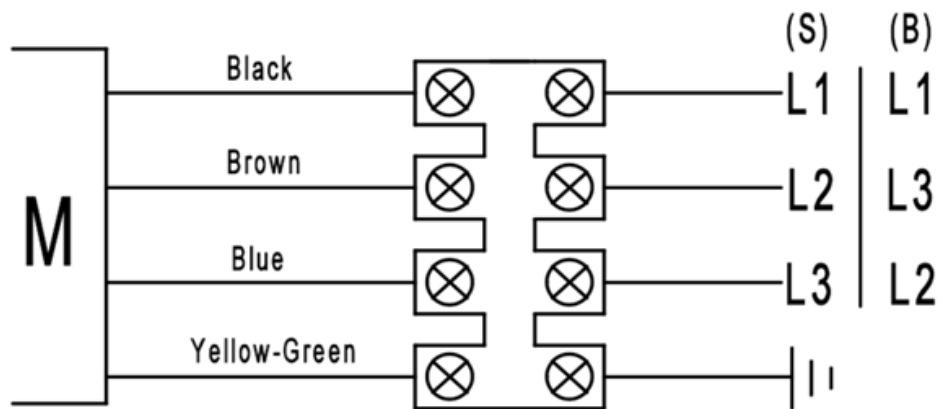 (S) (B)
Black L1 L1
M
Brown L2 L3
Blue L3 L2
Yellow-Green